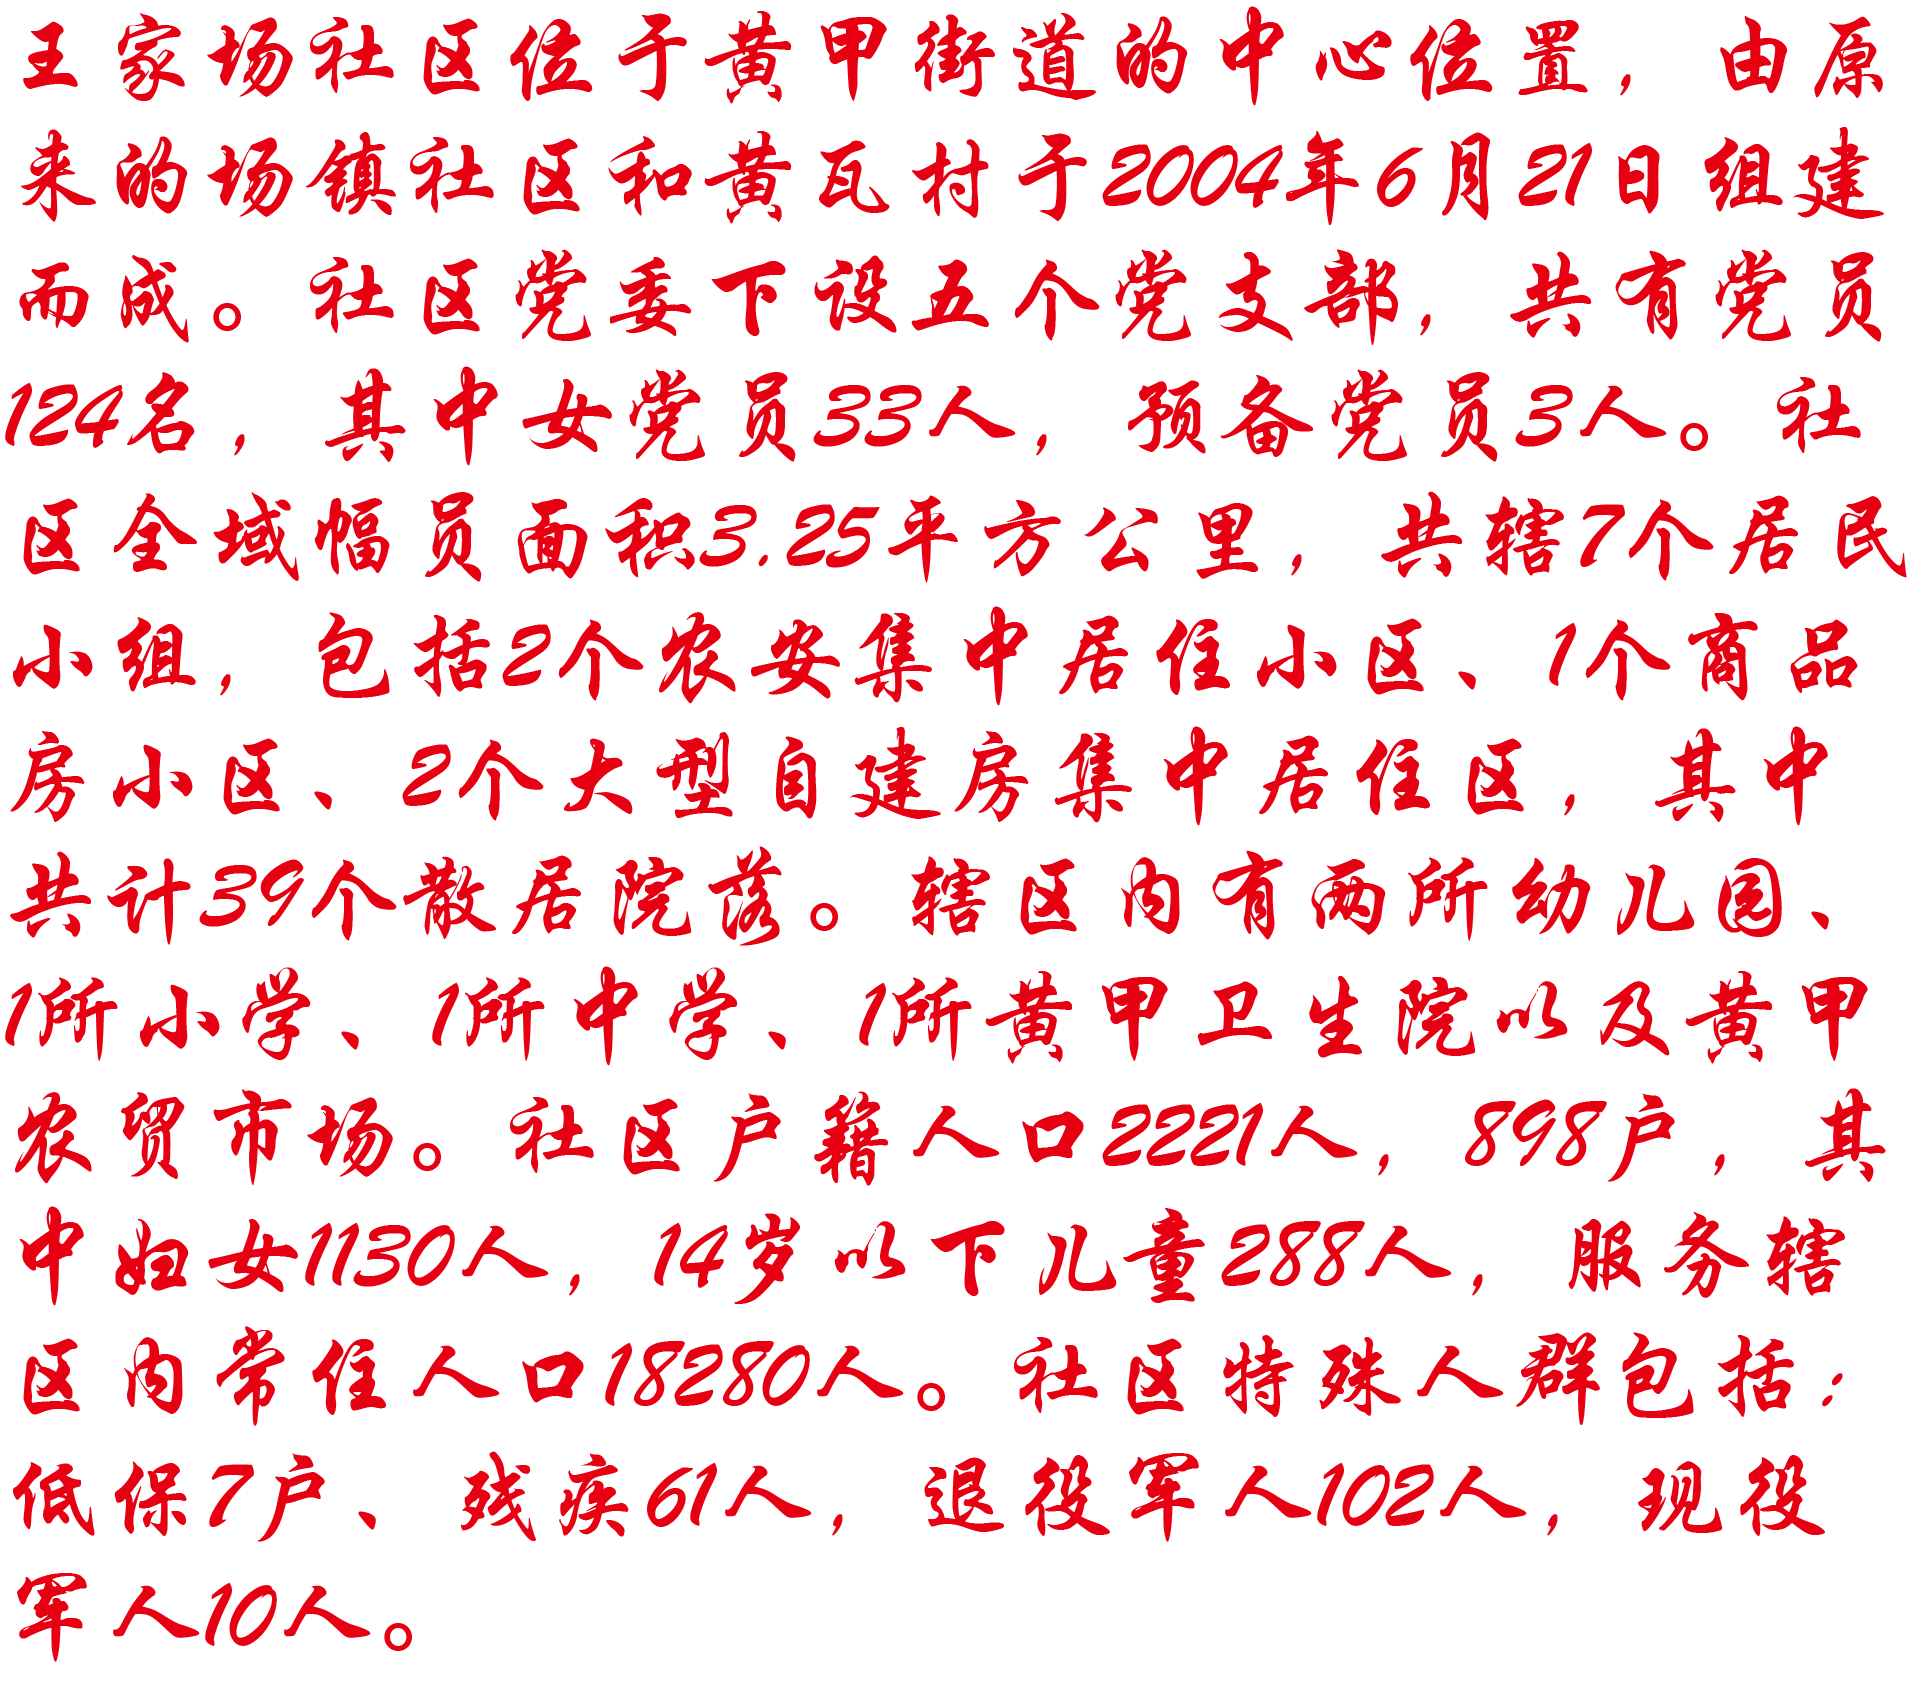 王家场社区位于黄甲街道的中心位置，由原
来的场镇社区和黄瓦村于2004年6月21日组建
而成。社区党委下设五个党支部，共有党员
124名，其中女党员33人，预备党员3人。社
区全域幅员面积3.25平方公里，共辖7个居民
小组，包括2个农安集中居住小区、1个商品
房小区、2个大型自建房集中居住区，其中
共计39个散居院落。辖区内有两所幼儿园、
1所小学、1所中学、1所黄甲卫生院以及黄甲
农贸市场。社区户籍人口2221人，898户，其
中妇女1130人，14岁以下儿童288人，服务辖
区内常住人口18280人。社区特殊人群包括：
低保7户、残疾61人，退役军人102人，现役
军人10人。